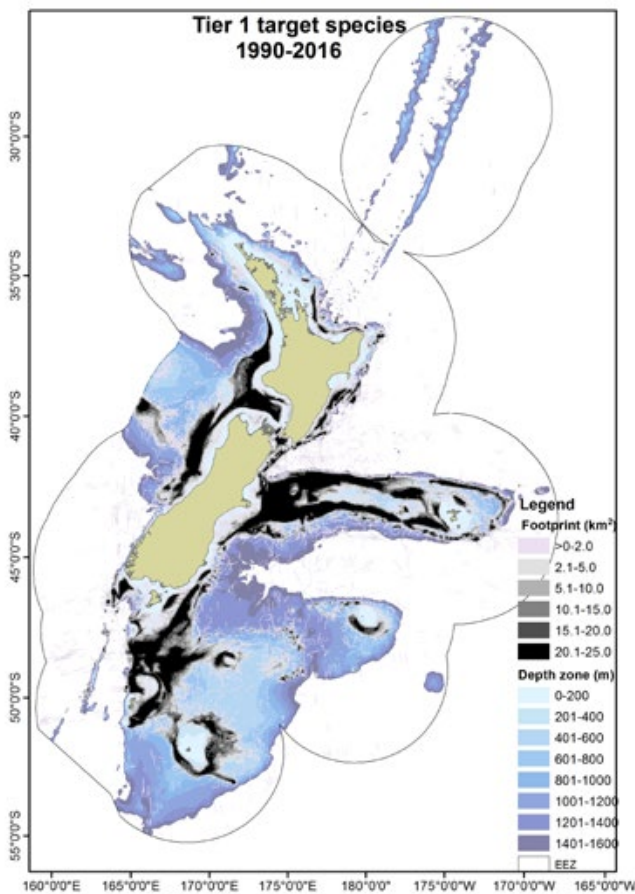 Tier 1 target species
1990-2016
30°0'0"S
35°0'0"S
40°0'0"S
45°0'0"S
50°0'0"S
55°0'0"S
Legend
Footprint (km²)
>0-2.0
2.1-5.0
5.1-10.0
10.1-15.0
15.1-20.0
20.1-25.0
Depth zone (m)
0-200
201-400
401-600
601-800
801-1000
1001-1200
1201-1400
1401-1600
EEZ
160°0'0"E
165°0'0"E
170°0'0"E
175°0'0"E
180°0'0"
175°0'0"W
170°0'0"W
165°0'0"W